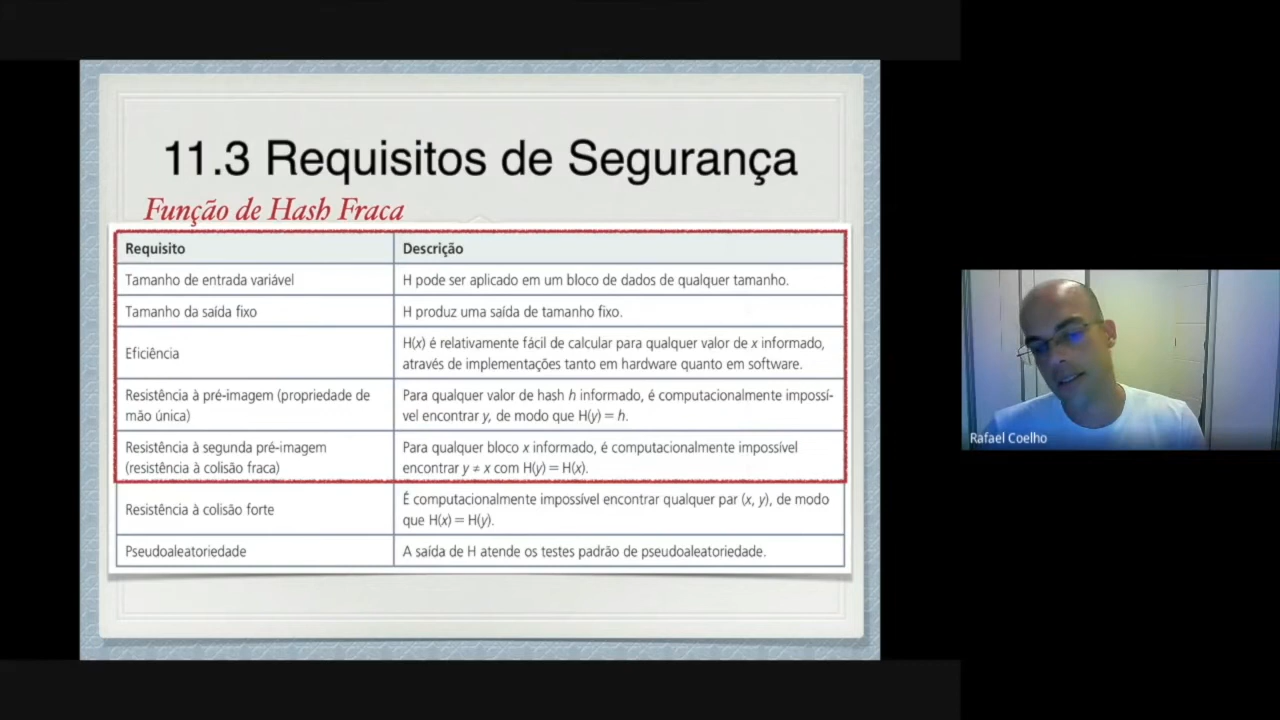 11.3 Requisitos de Segurança
Função de Hash Fraca
Requisito
Descrição
Tamanho de entrada variável
H pode ser aplicado em um bloco de dados de qualquer tamanho.
Tamanho da saída fixo
H produz uma saída de tamanho fixo.
Eficiência
H(x) é relativamente fácil de calcular para qualquer valor de x informado,
através de implementações tanto em hardware quanto em software.
Resistência à pré-imagem (propriedade de
mão única)
Para qualquer valor de hash h informado, é computacionalmente impossí-
vel encontrar y, de modo que H(y) = h.
Resistência à segunda pré-imagem
(resistência à colisão fraca)
Para qualquer bloco x informado, é computacionalmente impossível
encontrar y ≠ x com H(y) = H(x).
Resistência à colisão forte
É computacionalmente impossível encontrar qualquer par (x, y), de modo
que H(x) = H(y).
Pseudoaleatoriedade
A saída de H atende os testes padrão de pseudoaleatoriedade.
Rafael Coelho